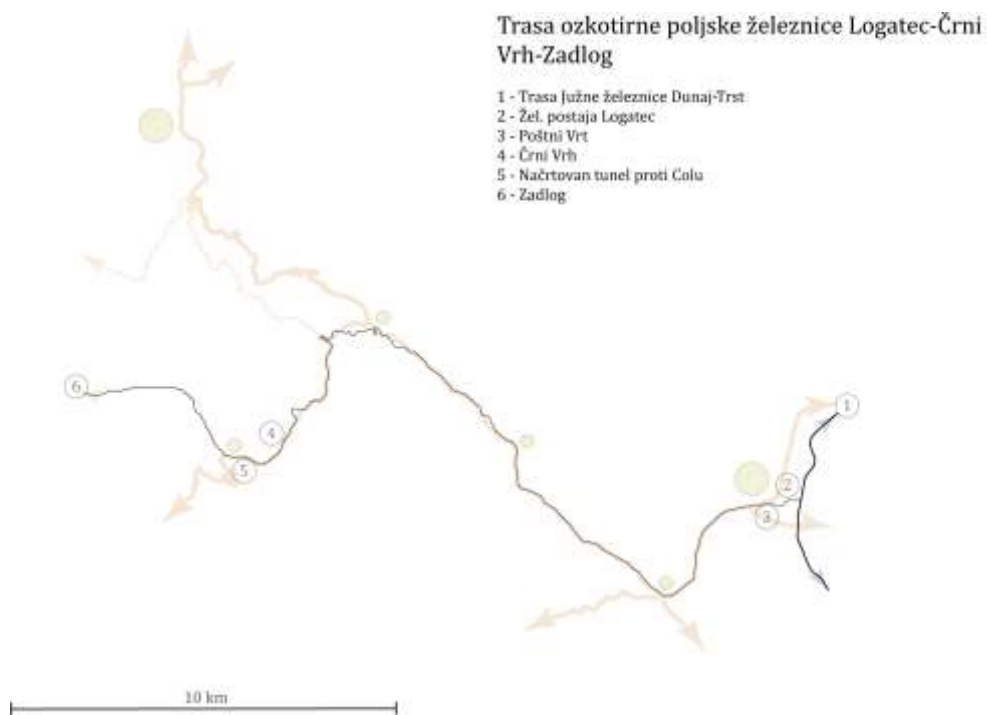 Trasa ozkotirne poljske železnice Logatec-Črni
Vrh-Zadlog
1 - Trasa Južne železnice Dunaj-Trst
2 - Žel. postaja Logatec
3 - Poštni Vrt
4 - Črni Vrh
5 - Načrtovan tunel proti Colu
6 - Zadlog
6
4
5
1
2
3
10 km